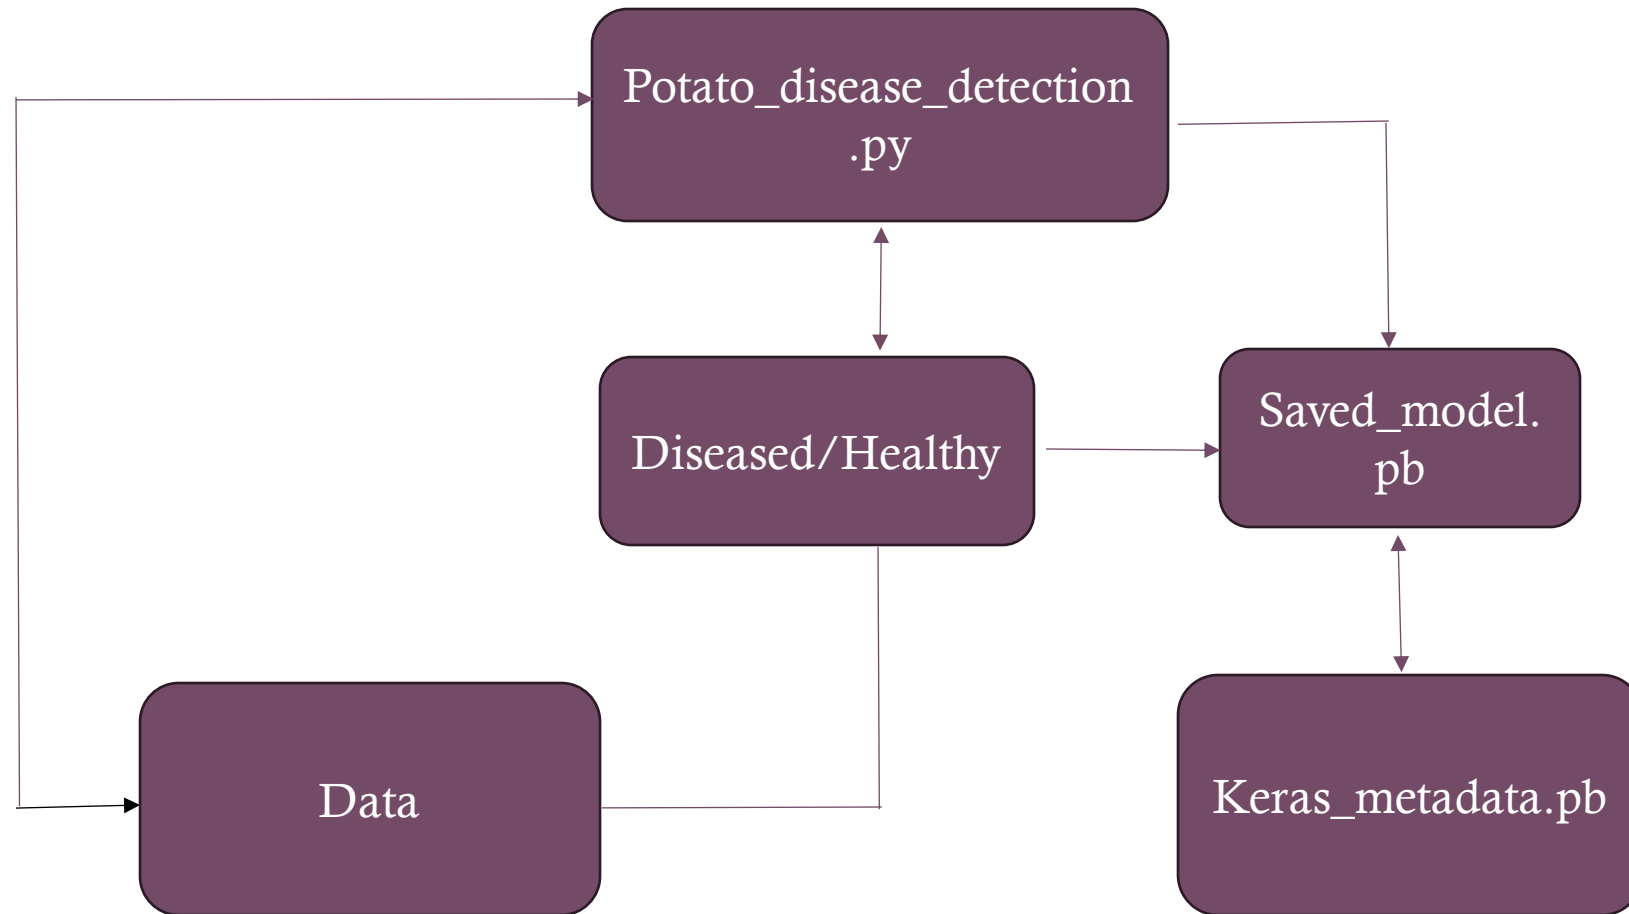 Potato_disease_detection
.py
Diseased/Healthy
Saved_model.
pb
Data
Keras_metadata.pb